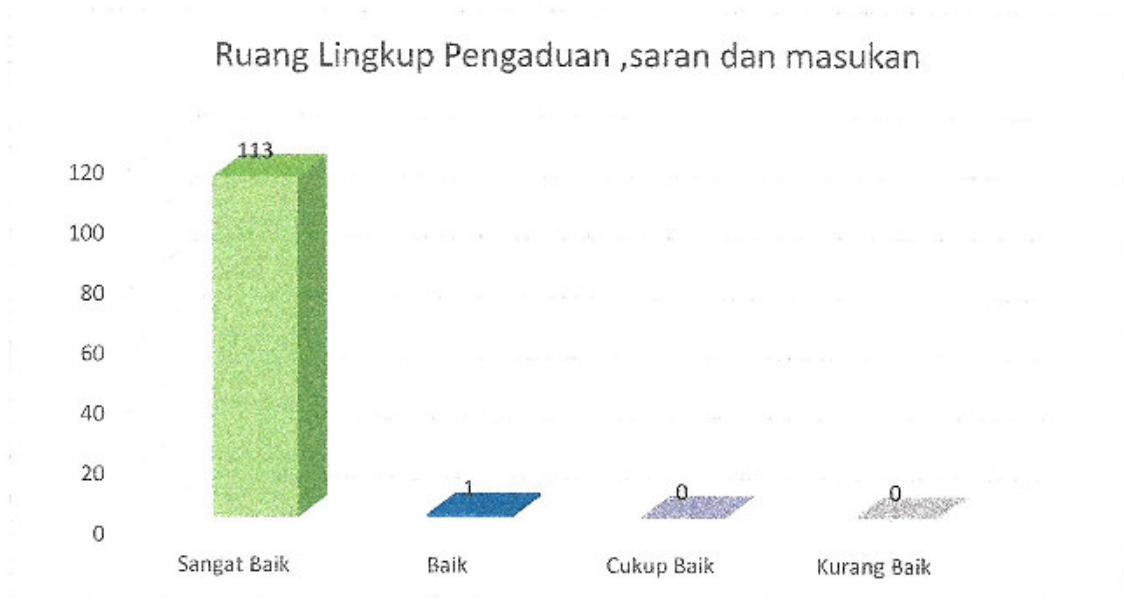 Ruang Lingkup Pengaduan ,saran dan masukan
113
120
100
80
60
40
20
1
0
0
0
Sangat Baik
Baik
Cukup Baik
Kurang Baik